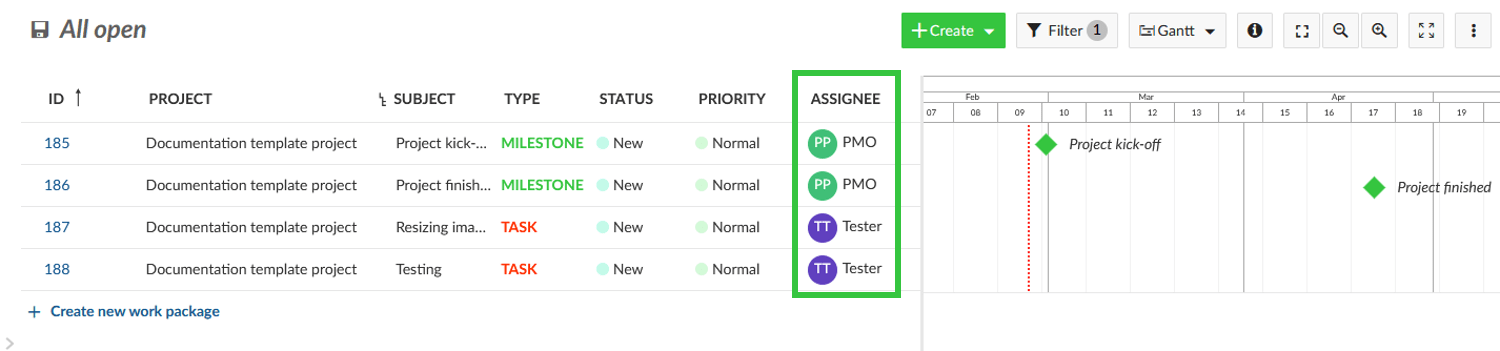 All open
+ Create
Filter 1
Gantt
ID PROJECT SUBJECT TYPE STATUS PRIORITY ASSIGNEE
Feb Mar Apr
07 08 09 10 11 12 13 14 15 16 17 18 19
185 Documentation template project Project kick-... MILESTONE New Normal PP PMO
Project kick-off
186 Documentation template project Project finish... MILESTONE New Normal PP PMO
Project finished
187 Documentation template project Resizing ima... TASK New Normal TT Tester
188 Documentation template project Testing TASK New Normal TT Tester
+ Create new work package